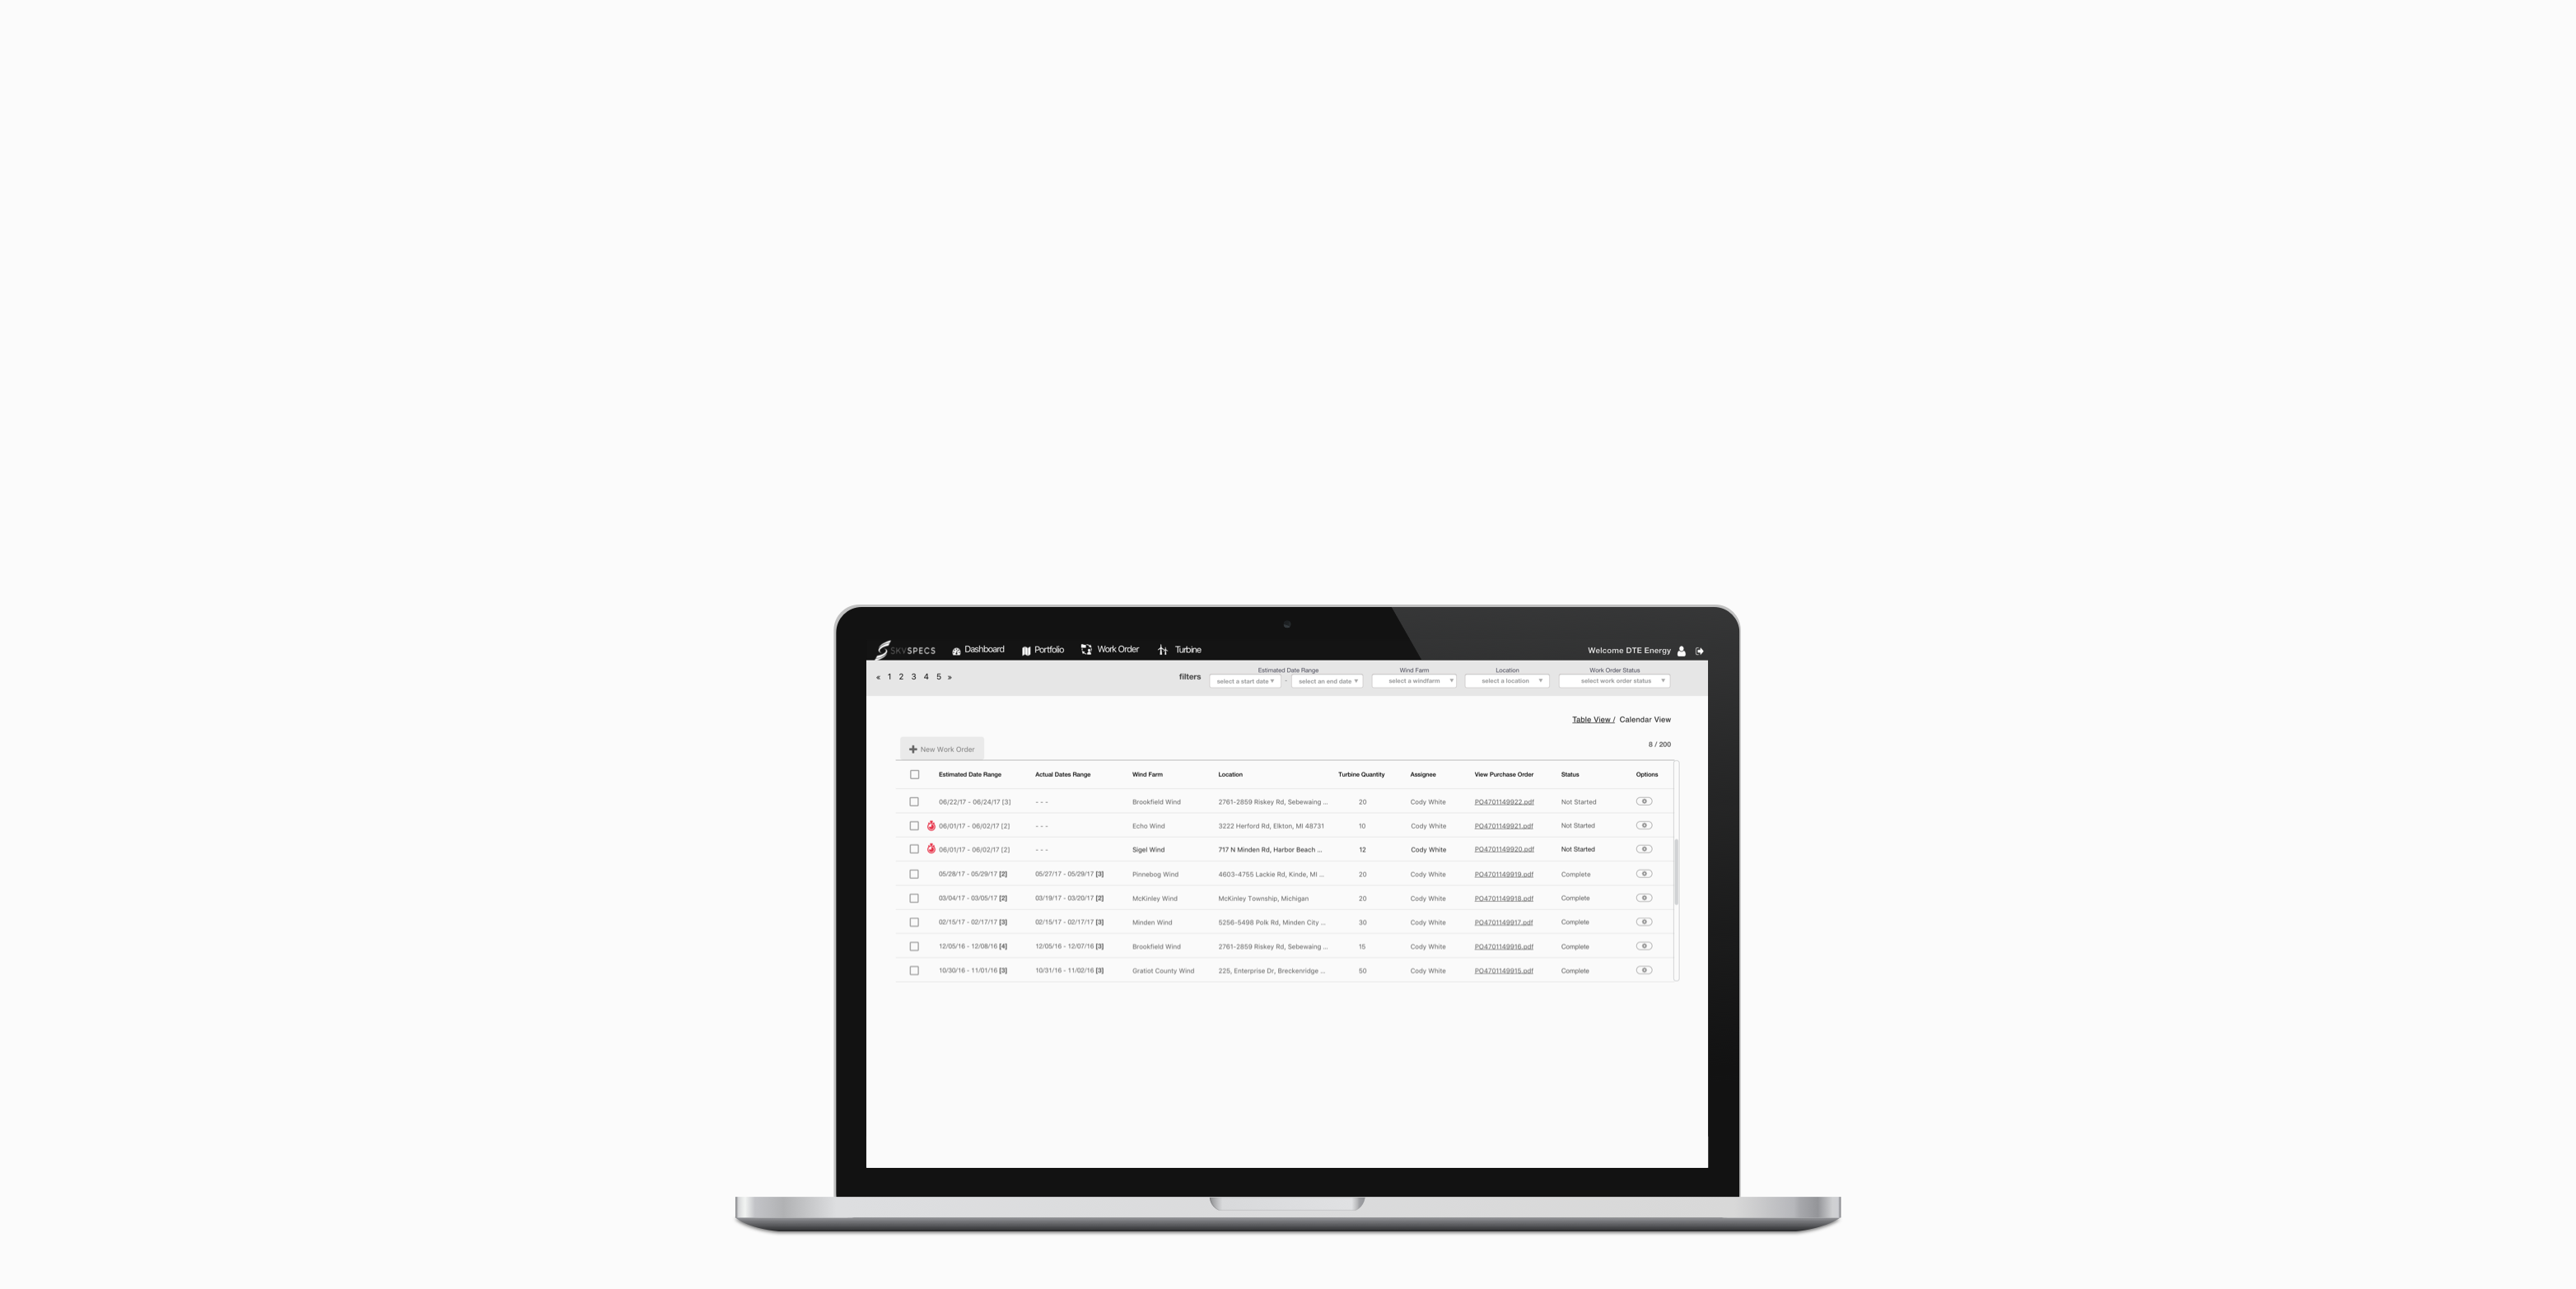 SKYSPECS Dashboard Portfolio Work Order Turbine Welcome DTE Energy
« 1 2 3 4 5 »
filters
Estimated Date Range Wind Farm Location Work Order Status
select a start date ▼ - select an end date ▼ select a windfarm ▼ select a location ▼ select work order status ▼
Table View / Calendar View
New Work Order
8 / 200
Estimated Date Range Actual Dates Range Wind Farm Location Turbine Quantity Assignee View Purchase Order Status Options
06/22/17 - 06/24/17 [3] - - - Brookfield Wind 2761-2859 Riskey Rd, Sebewaing ... 20 Cody White PO4701149922.pdf Not Started
06/01/17 - 06/02/17 [2] - - - Echo Wind 3222 Herford Rd, Elkton, MI 48731 10 Cody White PO4701149921.pdf Not Started
06/01/17 - 06/02/17 [2] - - - Sigel Wind 717 N Minden Rd, Harbor Beach ... 12 Cody White PO4701149920.pdf Not Started
05/28/17 - 05/29/17 [2] 05/27/17 - 05/29/17 [3] Pinnebog Wind 4603-4755 Lackie Rd, Kinde, MI ... 20 Cody White PO4701149919.pdf Complete
03/04/17 - 03/05/17 [2] 03/19/17 - 03/20/17 [2] McKinley Wind McKinley Township, Michigan 20 Cody White PO4701149918.pdf Complete
02/15/17 - 02/17/17 [3] 02/15/17 - 02/17/17 [3] Minden Wind 5256-5498 Polk Rd, Minden City ... 30 Cody White PO4701149917.pdf Complete
12/05/16 - 12/08/16 [4] 12/05/16 - 12/07/16 [3] Brookfield Wind 2761-2859 Riskey Rd, Sebewaing ... 15 Cody White PO4701149916.pdf Complete
10/30/16 - 11/01/16 [3] 10/31/16 - 11/02/16 [3] Gratiot County Wind 225, Enterprise Dr, Breckenridge ... 50 Cody White PO4701149915.pdf Complete